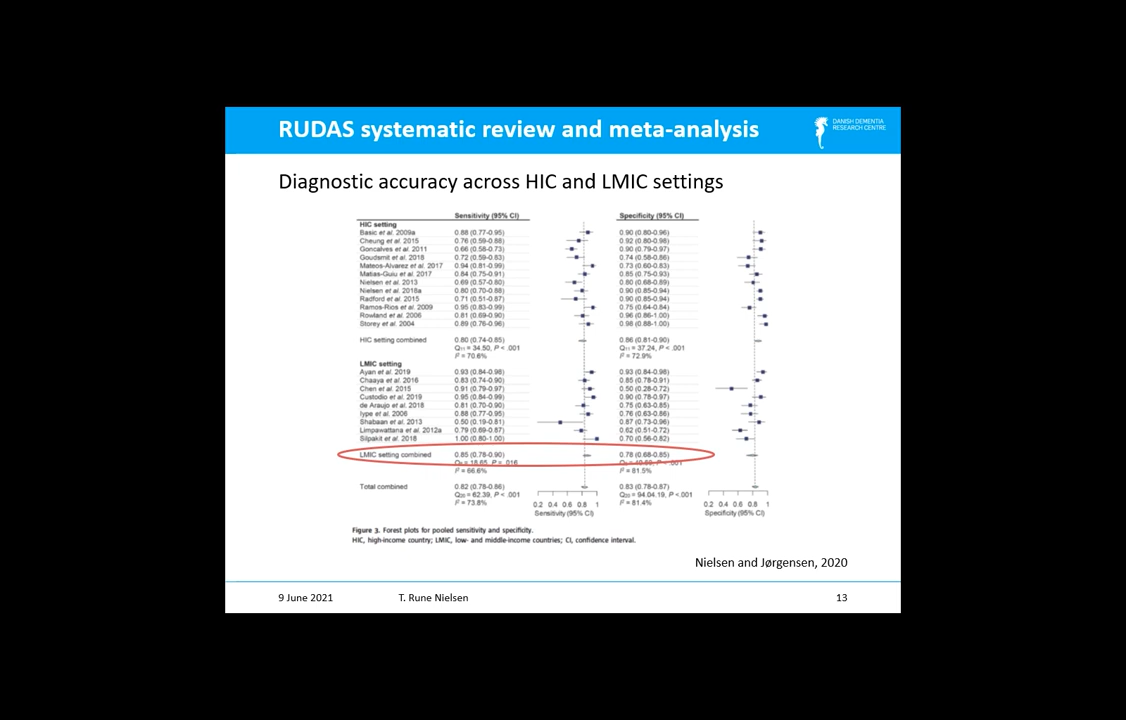 RUDAS systematic review and meta-analysis
DANISH DEMENTIA
RESEARCH CENTRE
Diagnostic accuracy across HIC and LMIC settings
Sensitivity (95% CI) Specificity (95% CI)
HIC setting
Basic et al. 2009a 0.88 (0.77-0.95) 0.90 (0.80-0.96)
Cheung et al. 2015 0.76 (0.59-0.88) 0.92 (0.80-0.98)
Goncalves et al. 2011 0.66 (0.58-0.73) 0.90 (0.79-0.97)
Goudsmit et al. 2018 0.72 (0.59-0.83) 0.74 (0.58-0.86)
Mateos-Alvarez et al. 2017 0.94 (0.81-0.99) 0.73 (0.60-0.83)
Matias-Guiu et al. 2017 0.84 (0.75-0.91) 0.85 (0.75-0.93)
Nielsen et al. 2013 0.69 (0.57-0.80) 0.80 (0.68-0.89)
Nielsen et al. 2018a 0.80 (0.70-0.88) 0.90 (0.85-0.94)
Radford et al. 2015 0.71 (0.51-0.87) 0.90 (0.85-0.94)
Ramos-Rios et al. 2009 0.95 (0.83-0.99) 0.75 (0.64-0.84)
Rowland et al. 2006 0.81 (0.69-0.90) 0.96 (0.86-1.00)
Storey et al. 2004 0.89 (0.76-0.96) 0.98 (0.88-1.00)
HIC setting combined 0.80 (0.74-0.85) 0.86 (0.81-0.90)
Q₁₁ = 34.50, P < .001 Q₁₁ = 37.24, P < .001
I² = 70.6% I² = 72.9%
LMIC setting
Ayan et al. 2019 0.93 (0.84-0.98) 0.93 (0.84-0.98)
Chaaya et al. 2016 0.83 (0.74-0.90) 0.85 (0.78-0.91)
Chen et al. 2015 0.91 (0.79-0.97) 0.50 (0.28-0.72)
Custodio et al. 2019 0.95 (0.84-0.99) 0.90 (0.78-0.97)
de Araujo et al. 2018 0.81 (0.70-0.90) 0.75 (0.63-0.85)
Iype et al. 2006 0.88 (0.77-0.95) 0.76 (0.63-0.86)
Shabaan et al. 2013 0.50 (0.19-0.81) 0.87 (0.73-0.96)
Limpawattana et al. 2012a 0.79 (0.69-0.87) 0.62 (0.51-0.72)
Silpakit et al. 2018 1.00 (0.80-1.00) 0.70 (0.56-0.82)
LMIC setting combined 0.85 (0.78-0.90) 0.78 (0.68-0.85)
= 18.65, P = .016
I² = 66.6% I² = 81.5%
Total combined 0.82 (0.78-0.86) 0.83 (0.78-0.87)
Q₂₀ = 62.39, P < .001 Q₂₀ = 94.04.19, P < .001
I² = 73.8% I² = 81.4%
0.2 0.4 0.6 0.8 1 0.2 0.4 0.6 0.8 1
Sensitivity (95% CI) Specificity (95% CI)
Figure 3. Forest plots for pooled sensitivity and specificity.
HIC, high-income country; LMIC, low- and middle-income countries; CI, confidence interval.
Nielsen and Jørgensen, 2020
9 June 2021 T. Rune Nielsen 13